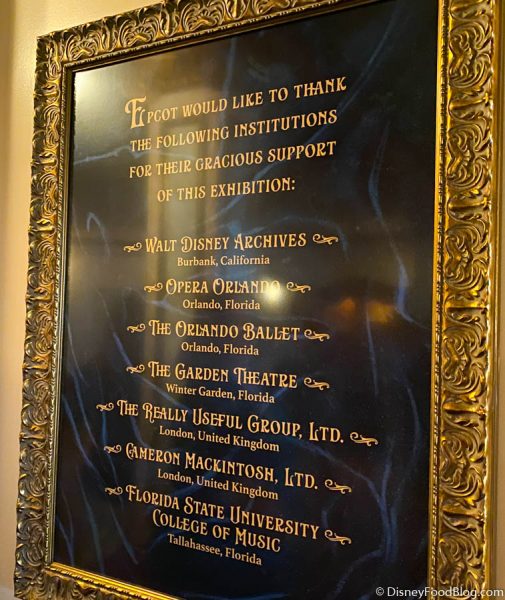 EPCOT WOULD LIKE TO THANK
THE FOLLOWING INSTITUTIONS
FOR THEIR GRACIOUS SUPPORT
OF THIS EXHIBITION:
WALT DISNEY ARCHIVES
Burbank, California
OPERA ORLANDO
Orlando, Florida
THE ORLANDO BALLET
Orlando, Florida
THE GARDEN THEATRE
Winter Garden, Florida
THE REALLY USEFUL GROUP, LTD.
London, United Kingdom
CAMERON MACKINTOSH, LTD.
London, United Kingdom
FLORIDA STATE UNIVERSITY
COLLEGE OF MUSIC
Tallahassee, Florida
©DisneyFoodBlog.com